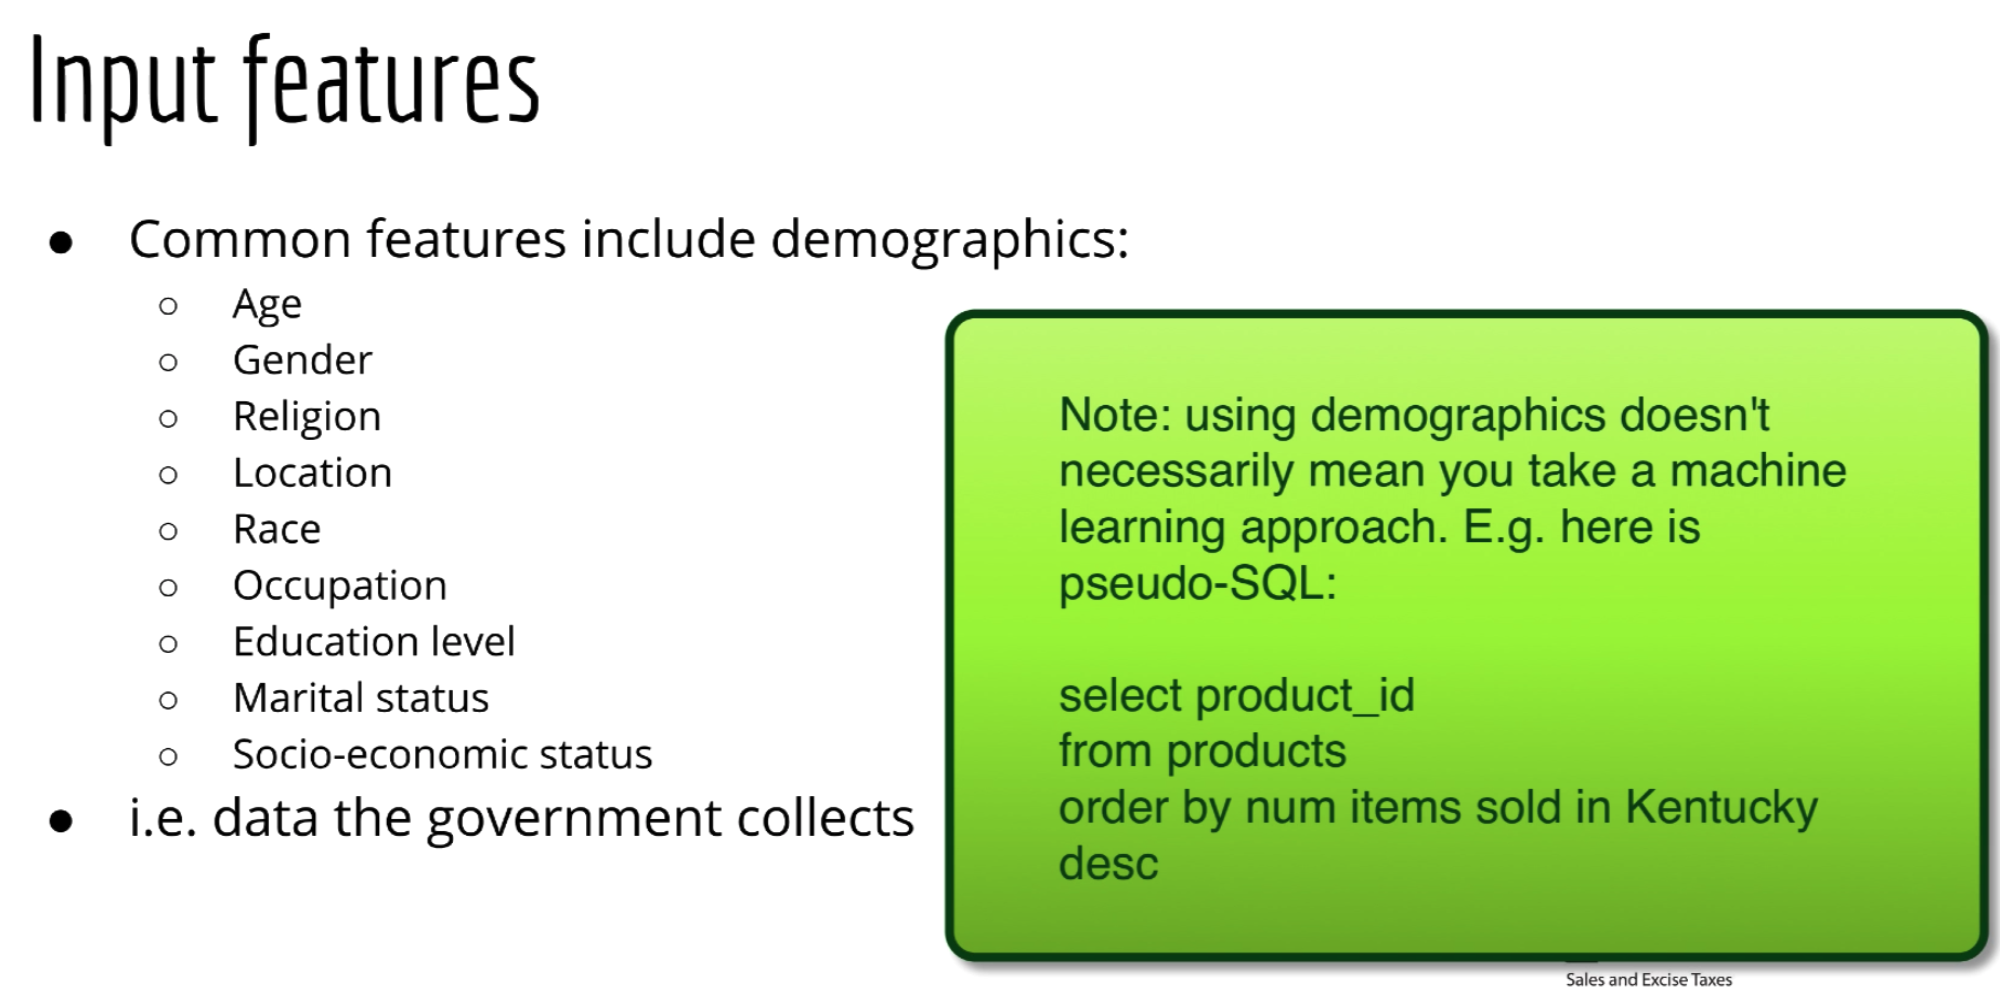 Input features
Common features include demographics:
Age
Gender
Religion
Location
Race
Occupation
Education level
Marital status
Socio-economic status
i.e. data the government collects
Note: using demographics doesn't
necessarily mean you take a machine
learning approach. E.g. here is
pseudo-SQL:
select product_id
from products
order by num items sold in Kentucky
desc
Sales and Excise Taxes